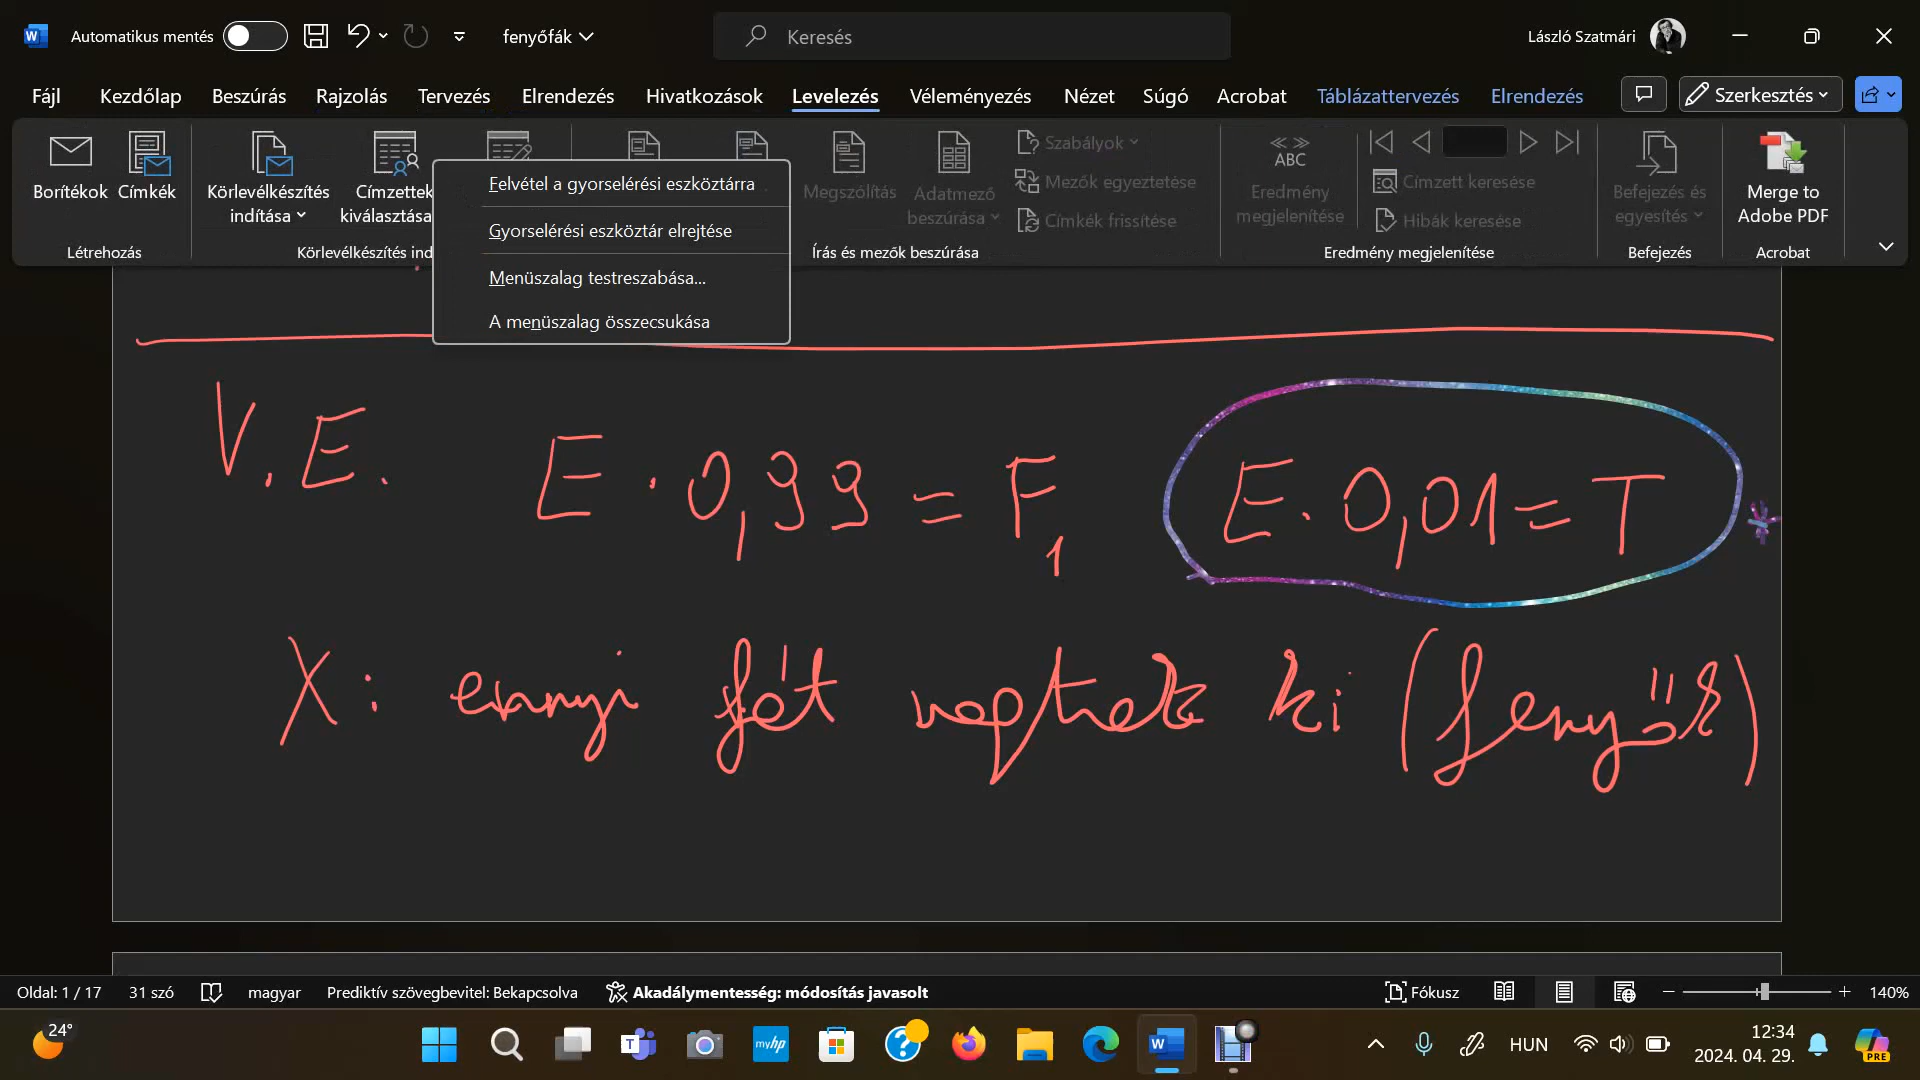 Automatikus mentés
fenyőfák
Keresés
László Szatmári
Fájl Kezdőlap Beszúrás Rajzolás Tervezés Elrendezés Hivatkozások Levelezés Véleményezés Nézet Súgó Acrobat Táblázattervezés Elrendezés
Szerkesztés
Borítékok
Címkék
Létrehozás
Körlevélkészítés
indítása
Címzettek
kiválasztása
Körlevélkészítés ind
Felvétel a gyorselérési eszköztárra
Gyorselérési eszköztár elrejtése
Menüszalag testreszabása...
A menüszalag összecsukása
Megszólítás
Adatmező
beszúrása
Szabályok
Mezők egyeztetése
Címkék frissítése
Írás és mezők beszúrása
ABC
Eredmény
megjelenítése
Címzett keresése
Hibák keresése
Eredmény megjelenítése
Befejezés és
egyesítés
Befejezés
Merge to
Adobe PDF
Acrobat
V.E. E · 0,99 = F1 E · 0,01 = T *
X: ennyi fát vágtak ki (fenyők)
Oldal: 1 / 17 31 szó magyar Prediktív szövegbevitel: Bekapcsolva Akadálymentesség: módosítás javasolt Fókusz 140%
24°
myhp
HUN
12:34
2024. 04. 29.
PRE